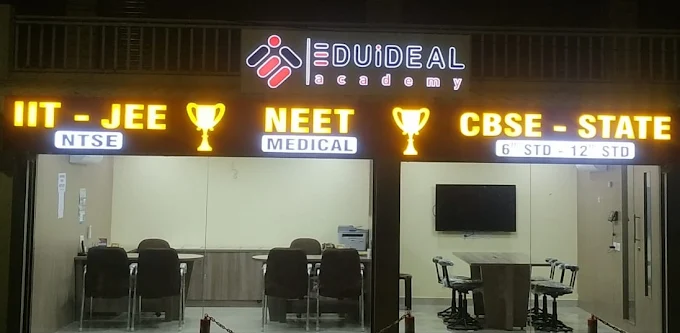 EDUiDEAL
academy
IIT - JEE NEET CBSE - STATE
NTSE MEDICAL 6th STD - 12th STD